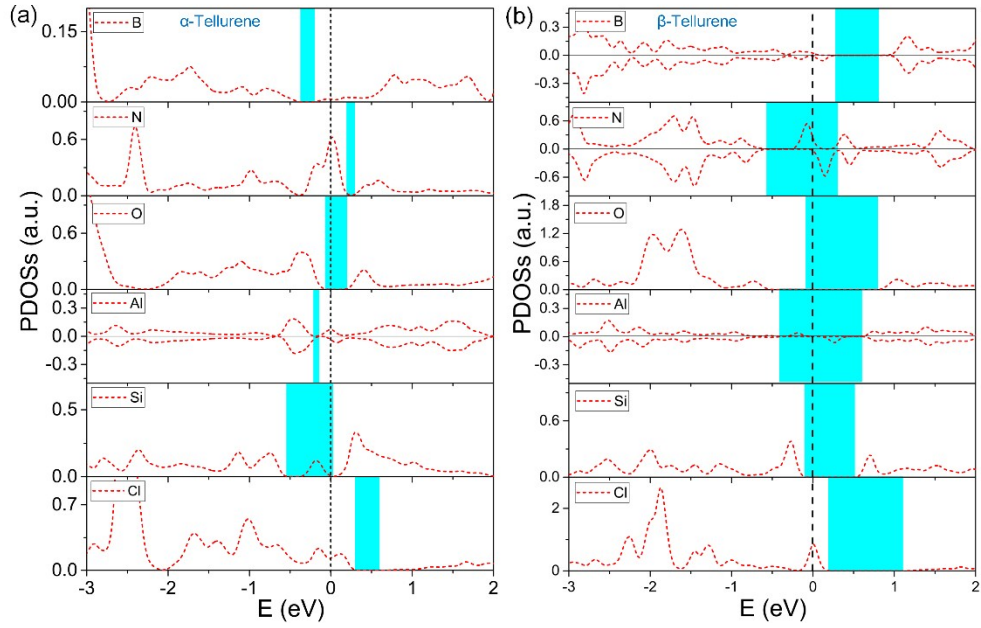 (a)
α-Tellurene
PDOSs (a.u.)
B
0.15
0.00
N
0.6
0.0
O
0.6
0.0
Al
0.3
0.0
-0.3
Si
0.5
0.0
Cl
0.7
0.0
-3 -2 -1 0 1 2
E (eV)
(b)
β-Tellurene
PDOSs (a.u.)
B
0.3
0.0
-0.3
N
0.6
0.0
-0.6
O
1.8
1.2
0.6
0.0
Al
0.3
0.0
-0.3
Si
0.6
0.0
Cl
2
0
-3 -2 -1 0 1 2
E (eV)